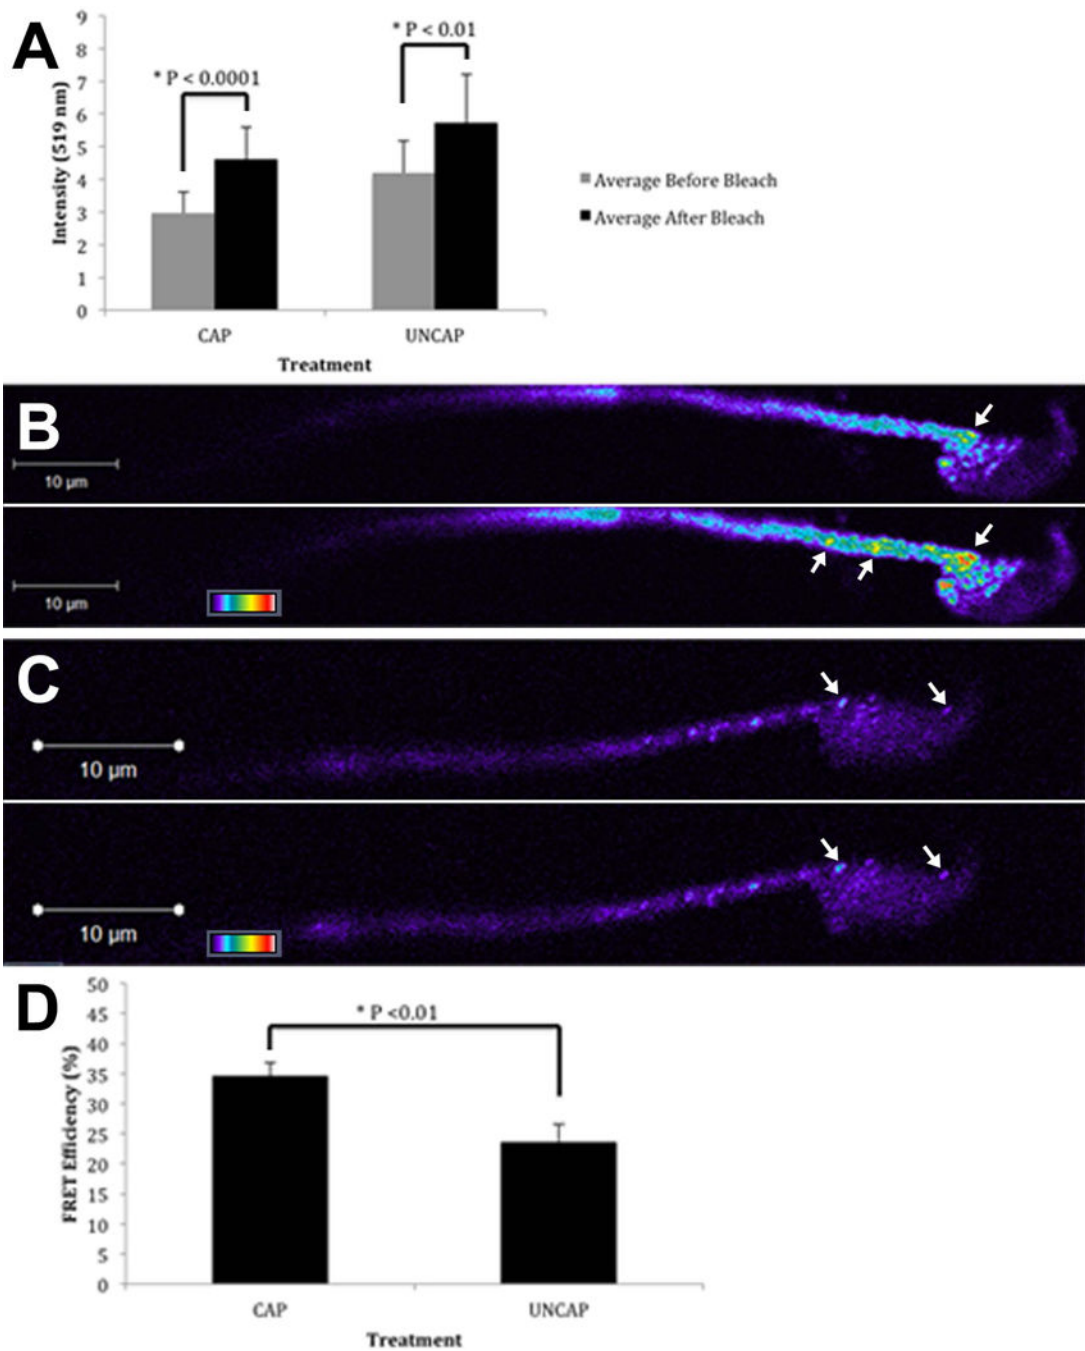 A
9
8
7
6
5
4
3
2
1
0
Intensity (519 nm)
* P < 0.0001
* P < 0.01
Average Before Bleach
Average After Bleach
CAP
UNCAP
Treatment
B
10 µm
10 µm
C
10 µm
10 µm
D
50
45
40
35
30
25
20
15
10
5
0
FRET Efficiency (%)
* P <0.01
CAP
UNCAP
Treatment